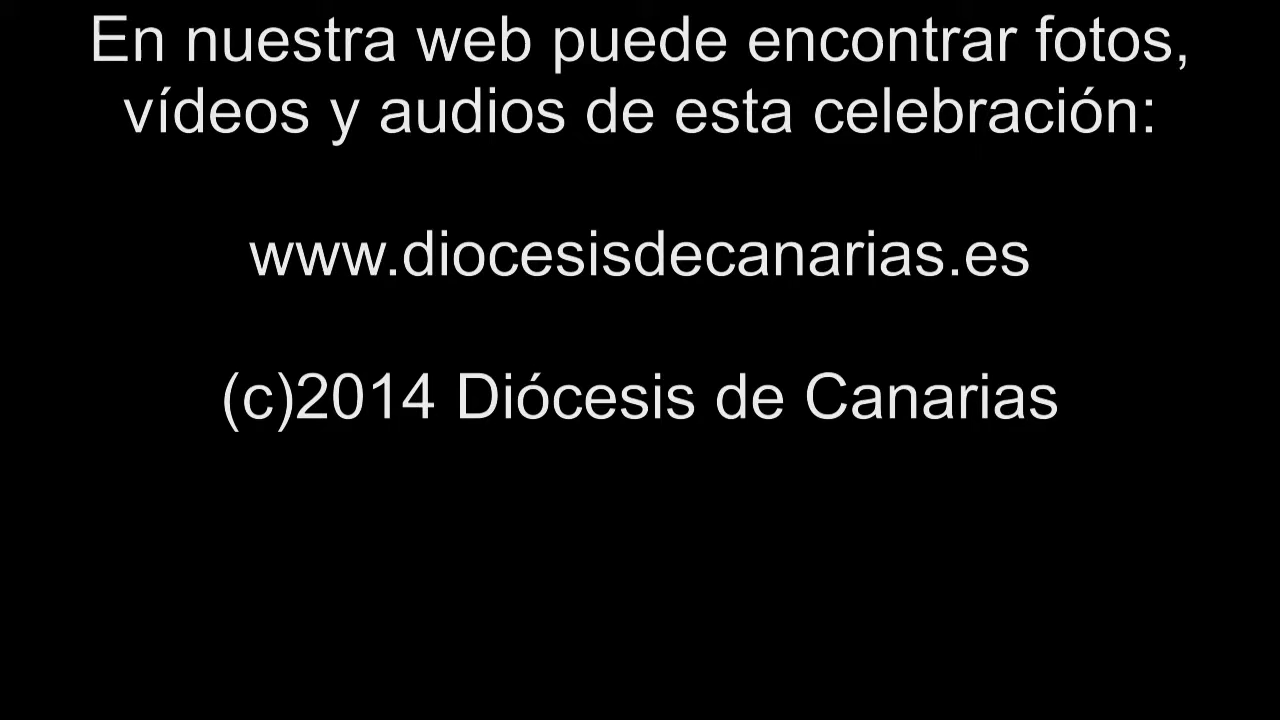 En nuestra web puede encontrar fotos,
vídeos y audios de esta celebración:
www.diocesisdecanarias.es
(c)2014 Diócesis de Canarias